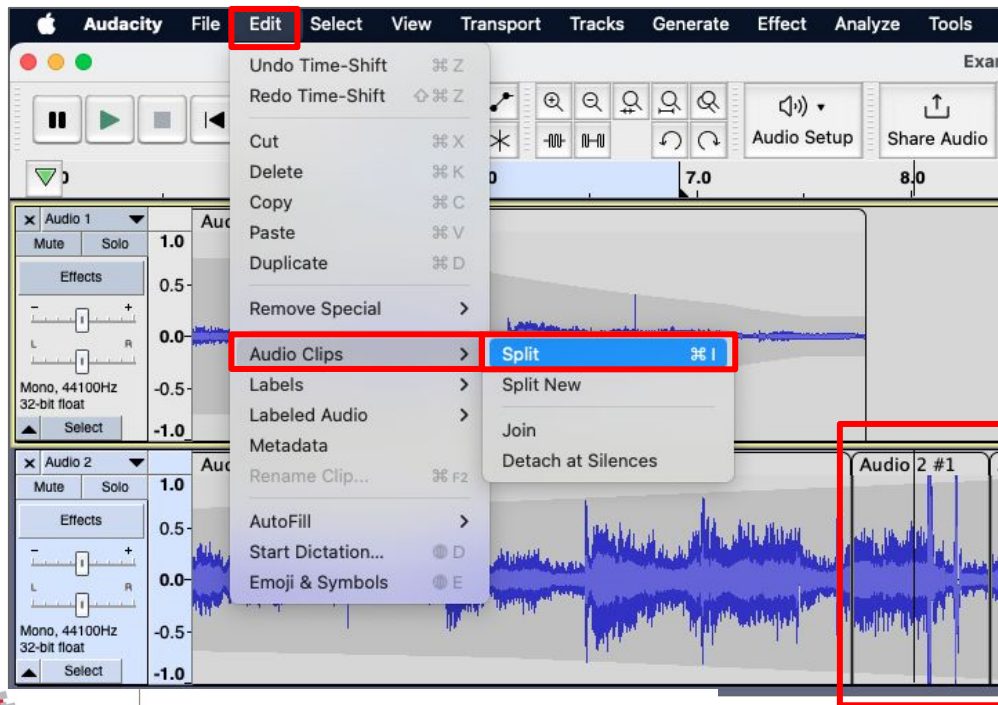 Audacity File Edit Select View Transport Tracks Generate Effect Analyze Tools
Exa
Undo Time-Shift ⌘ Z
Redo Time-Shift ⇧ ⌘ Z
Cut ⌘ X
Delete ⌘ K
Copy ⌘ C
Paste ⌘ V
Duplicate ⌘ D
Remove Special >
Audio Clips >
Labels >
Labeled Audio >
Metadata
Rename Clip... ⌘ F2
AutoFill >
Start Dictation... D
Emoji & Symbols E
Split ⌘ I
Split New
Join
Detach at Silences
Audio Setup
Share Audio
7.0 8.0
Audio 1
Mute Solo
Effects
- +
L R
Mono, 44100Hz
32-bit float
Select
1.0
0.5-
0.0-
-0.5-
-1.0
Audio 2
Mute Solo
Effects
- +
L R
Mono, 44100Hz
32-bit float
Select
1.0
0.5-
0.0-
-0.5-
-1.0
Audio 2 #1